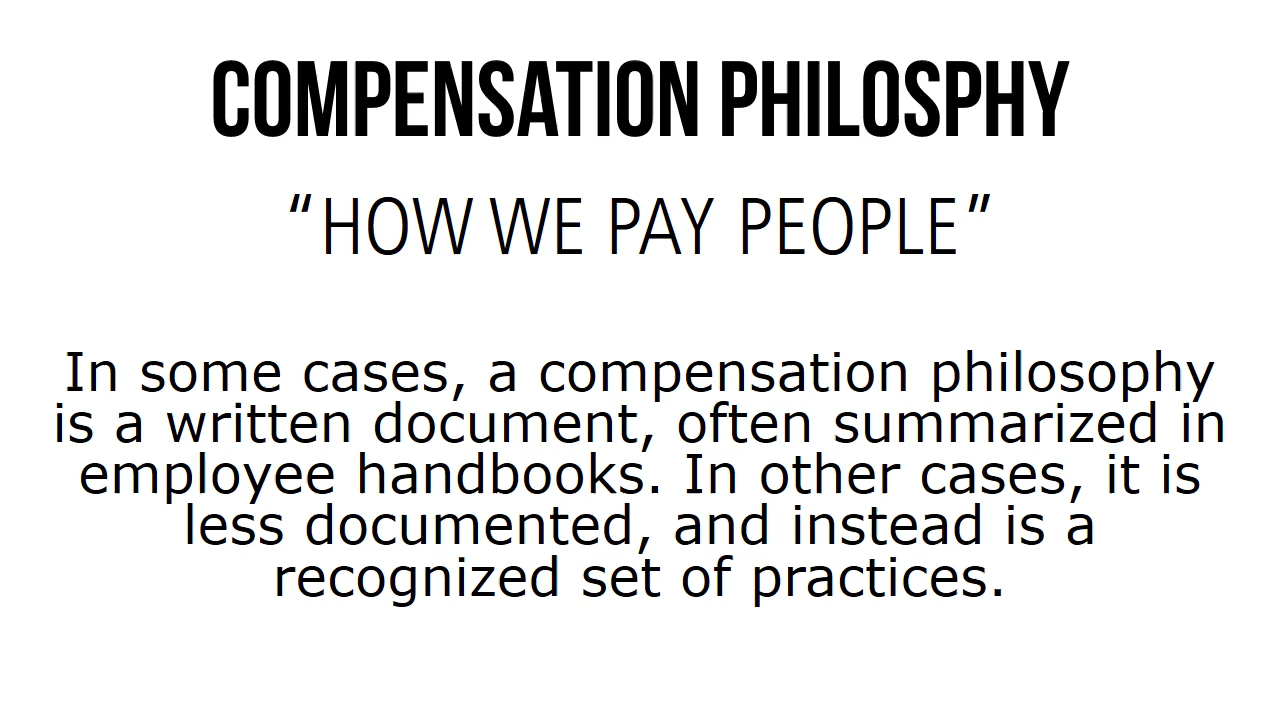 COMPENSATION PHILOSPHY
“HOW WE PAY PEOPLE”
In some cases, a compensation philosophy
is a written document, often summarized in
employee handbooks. In other cases, it is
less documented, and instead is a
recognized set of practices.